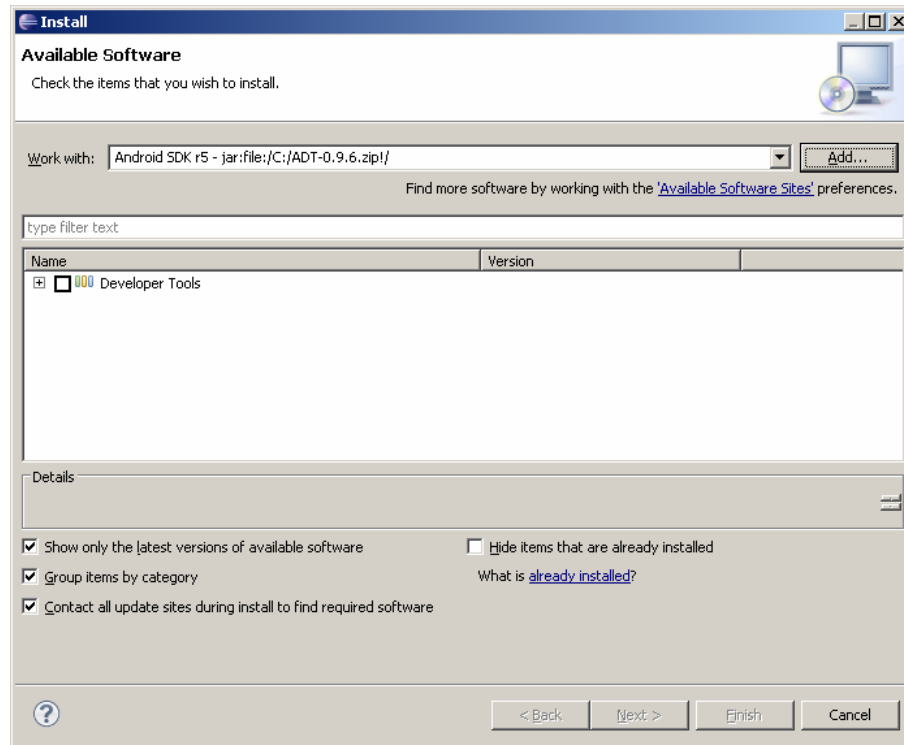 Install
Available Software
Check the items that you wish to install.
Work with: Android SDK r5 - jar:file:/C:/ADT-0.9.6.zip!/ Add...
Find more software by working with the 'Available Software Sites' preferences.
type filter text
Name Version
Developer Tools
Details
Show only the latest versions of available software Hide items that are already installed
Group items by category What is already installed?
Contact all update sites during install to find required software
? < Back Next > Finish Cancel